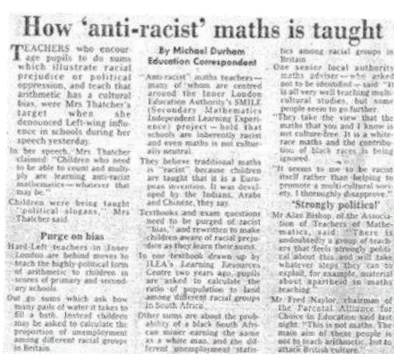 How 'anti-racist' maths is taught
TEACHERS who encour-
age pupils to do sums
which illustrate racial
prejudice or political
oppression, and teach that
arithmetic has a cultural
bias, were Mrs Thatcher's
target when she
denounced Left-wing influ-
ence in schools during her
speech yesterday.
In her speech, Mrs Thatcher
claimed: "Children who need
to be able to count and multi-
ply are learning anti-racist
mathematics—whatever that
may be."
Children were being taught
"political slogans," Mrs
Thatcher said.
Purge on bias
Hard-Left teachers in Inner
London are behind moves to
teach the highly-political form
of arithmetic to children in
scores of primary and second-
ary schools.
Out go sums which ask how
many pails of water it takes to
fill a bath. Instead children
may be asked to calculate the
proportion of unemployment
among different racial groups
in Britain.
By Michael Dorham
Education Correspondent
"Anti-racist" maths teachers—
many of whom are centred
around the Inner London
Education Authority's SMILE
(Secondary Mathematics
Independent Learning Experi-
ence) project—hold that
schools are inherently racist
and even maths is not cultur-
ally neutral.
They believe traditional maths
is "racist" because children
are taught that it is a Euro-
pean invention. It was devel-
oped by the Indians, Arabs
and Chinese, they say.
Textbooks and exam questions
need to be purged of racist
"bias," and rewritten to make
children aware of racial preju-
dice as they learn their sums.
In one textbook drawn up by
ILEA's Learning Resources
Centre two years ago, pupils
are asked to calculate the
ratio of population to land
among different racial groups
in South Africa.
Other sums are about the prob-
ability of a black South Afri-
can miner earning the same
as a white man, and the dif-
ferent unemployment statis-
tics among racial groups in
Britain.
One senior local authority
maths adviser—who asked
not to be identified—said: "It
is all very well teaching multi-
cultural studies, but some
people seem to go further.
They take the view that the
maths that you and I know is
not culture-free. It is a white-
race maths and the contribu-
tion of black races is being
ignored.
"It seems to me to be racist
itself rather than helping to
promote a multi-cultural soci-
ety. I thoroughly disapprove."
'Strongly political'
Mr Alan Bishop, of the Associa-
tion of Teachers of Mathe-
matics, said: "There is
undoubtedly a group of teach-
ers that feels strongly politi-
cal about this and will take
whatever steps they can to
exploit, for example, material
about apartheid in maths
teaching."
Mr Fred Naylor, chairman of
the Parental Alliance for
Choice in Education said last
night: "This is not maths. The
main aim of these people is
not to teach arithmetic, but to
attack British culture."